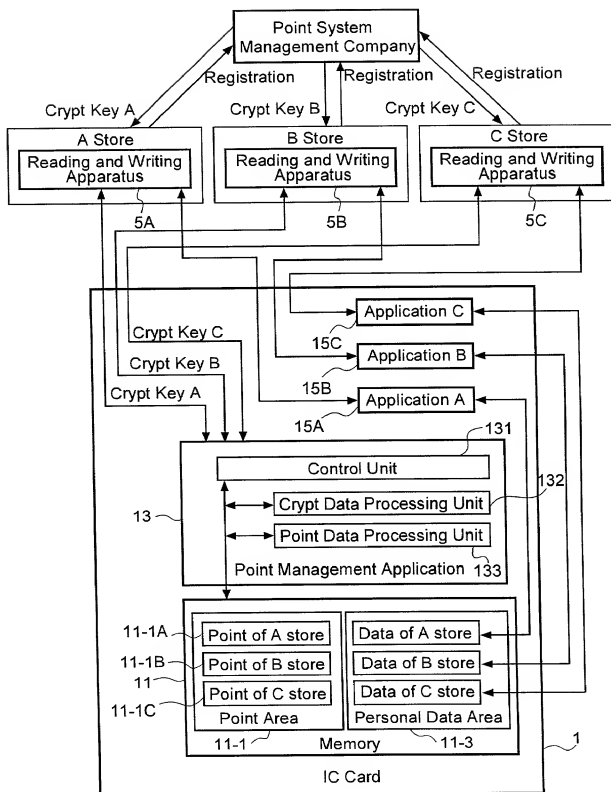 Point System
Management Company
Registration
Registration
Registration
Crypt Key A
Crypt Key B
Crypt Key C
A Store
B Store
C Store
Reading and Writing
Apparatus
Reading and Writing
Apparatus
Reading and Writing
Apparatus
5A
5B
5C
Application C
15C
Crypt Key C
Application B
Crypt Key B
15B
Crypt Key A
Application A
15A
131
Control Unit
132
Crypt Data Processing Unit
13
Point Data Processing Unit
Point Management Application
133
11-1A
Point of A store
Data of A store
11-1B
Point of B store
Data of B store
11
11-1C
Point of C store
Data of C store
Point Area
Personal Data Area
11-1
11-3
Memory
1
IC Card